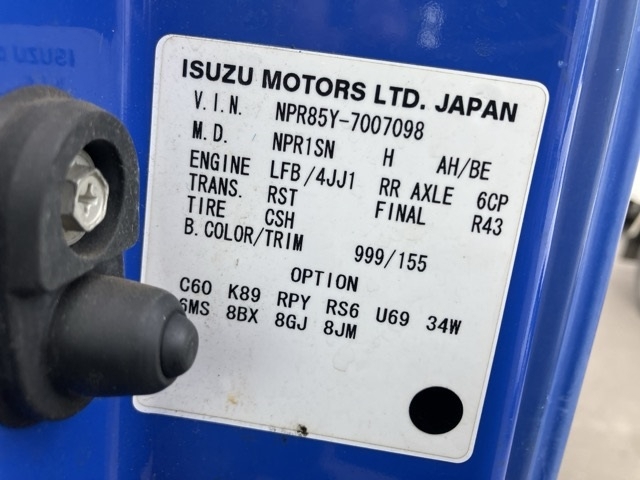 ISUZU MOTORS LTD. JAPAN
V.I.N. NPR85Y-7007098
M.D. NPR1SN H AH/BE
ENGINE LFB/4JJ1 RR AXLE 6CP
TRANS. RST FINAL R43
TIRE CSH
B.COLOR/TRIM 999/155
OPTION
C60 K89 RPY RS6 U69 34W
6MS 8BX 8GJ 8JM